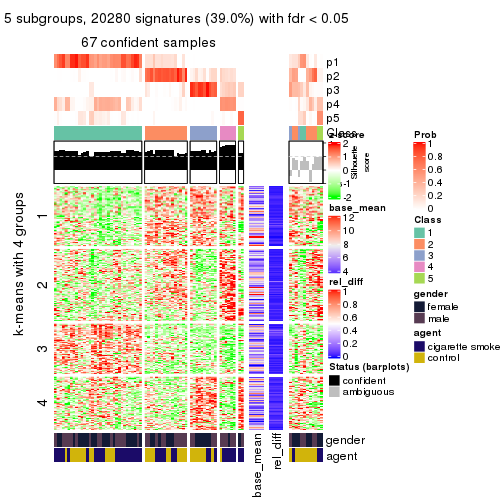 5 subgroups, 20280 signatures (39.0%) with fdr < 0.05
67 confident samples
p1
p2
p3
p4
p5
Class
Silhouette
score
k-means with 4 groups
1
2
3
4
gender
agent
base_mean
rel_diff
z-score
2
1
0
-1
-2
base_mean
12
10
8
6
4
rel_diff
1
0.8
0.6
0.4
0.2
0
Status (barplots)
confident
ambiguous
Prob
1
0.8
0.6
0.4
0.2
0
Class
1
2
3
4
5
gender
female
male
agent
cigarette smoke
control